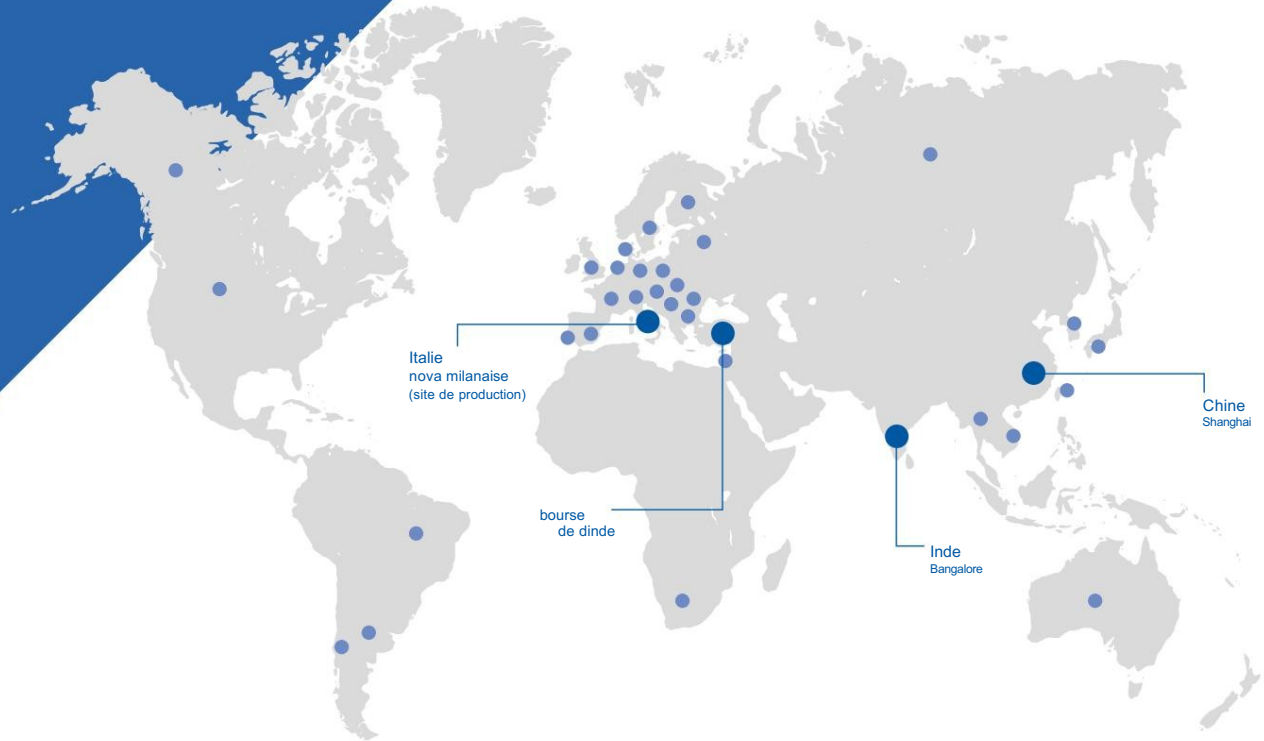 Italie
nova milanaise
(site de production)
bourse
de dinde
Inde
Bangalore
Chine
Shanghai